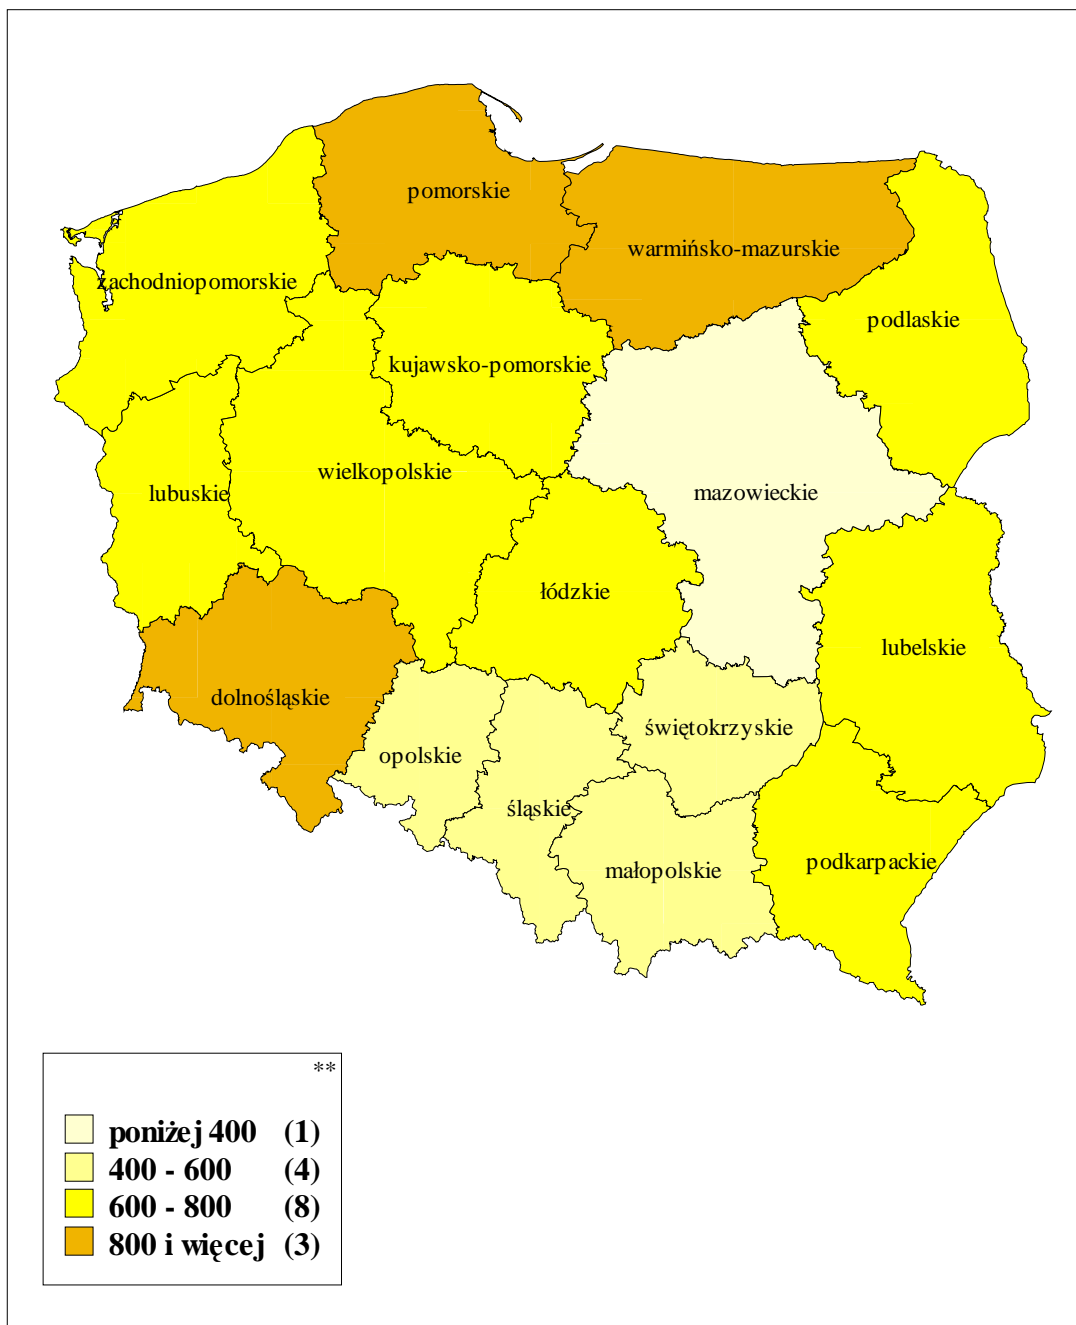 pomorskie
warmińsko-mazurskie
zachodniopomorskie
podlaskie
kujawsko-pomorskie
wielkopolskie
lubuskie
mazowieckie
łódzkie
lubelskie
dolnośląskie
świętokrzyskie
opolskie
śląskie
podkarpackie
małopolskie
**
poniżej 400 (1)
400 - 600 (4)
600 - 800 (8)
800 i więcej (3)